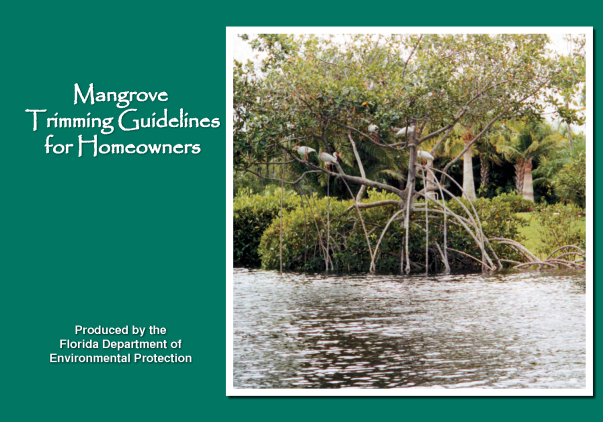 Mangrove
Trimming Guidelines
for Homeowners
Produced by the
Florida Department of
Environmental Protection